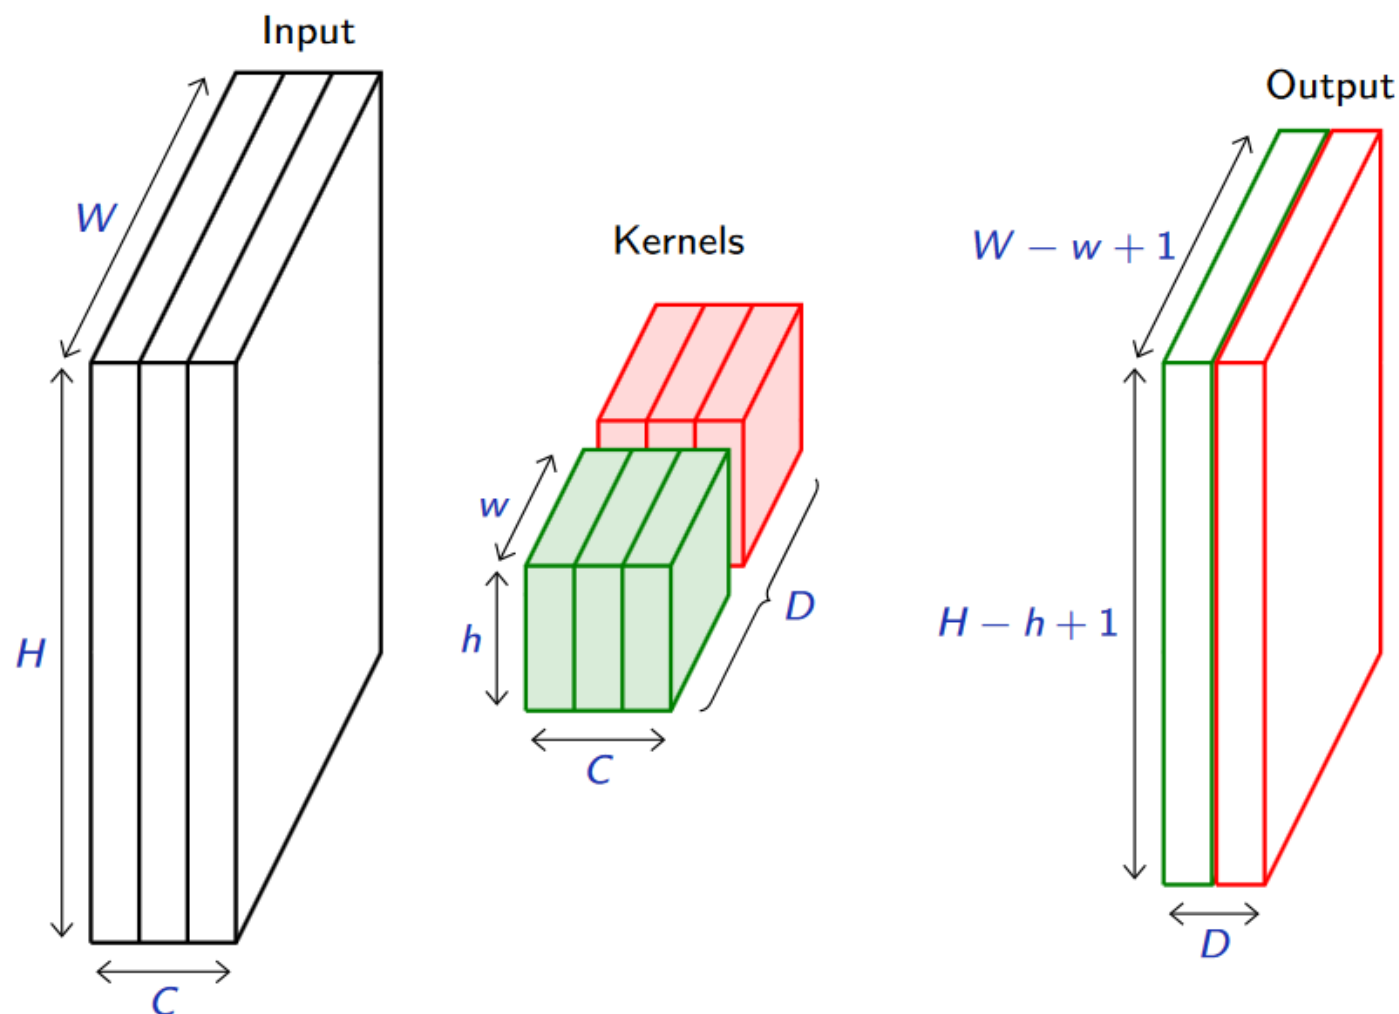 Input
W
H
C
Kernels
w
h
C
D
Output
W − w + 1
H − h + 1
D